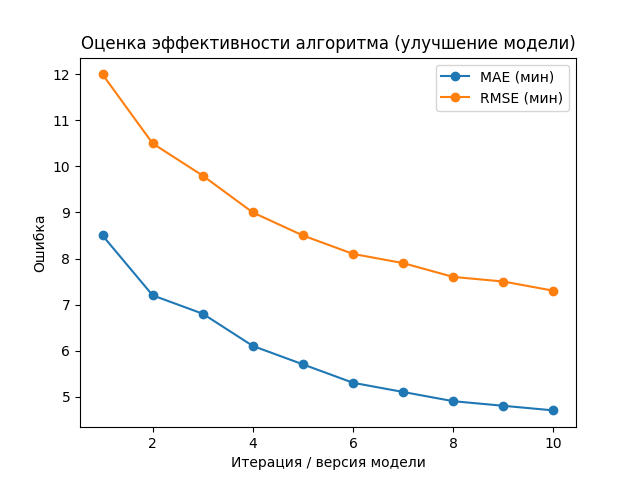 Оценка эффективности алгоритма (улучшение модели)
MAE (мин)
RMSE (мин)
Ошибка
12
11
10
9
8
7
6
5
2 4 6 8 10
Итерация / версия модели